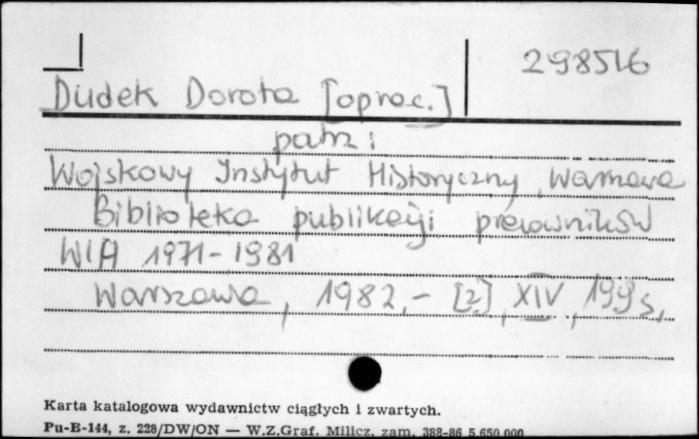 298516
Dudek Dorota [oprac.]
patrz:
Wojskowy Instytut Historyczny, Warszawa
Biblioteka publikacji pracowników
WIH 1971-1981
Warszawa, 1982,- [2], XIV, 199 s,
Karta katalogowa wydawnictw ciągłych i zwartych.
Pu-B-144, z. 228/DW/ON — W.Z.Graf. Milicz, zam. 388-86 5.650.000